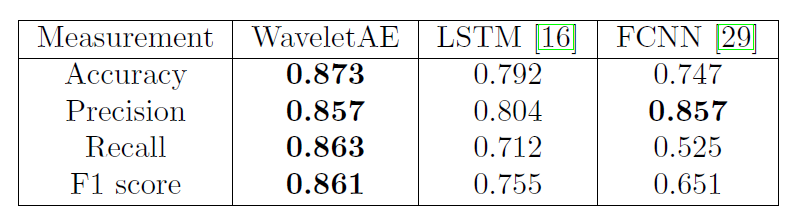 Measurement WaveletAE LSTM [16] FCNN [29]
Accuracy 0.873 0.792 0.747
Precision 0.857 0.804 0.857
Recall 0.863 0.712 0.525
F1 score 0.861 0.755 0.651